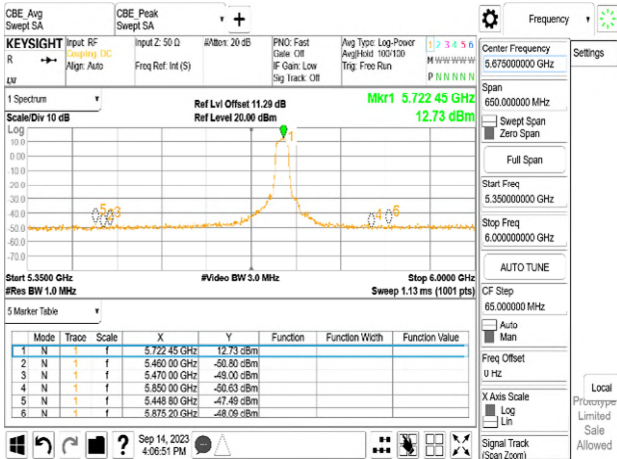 CBE_Avg
Swept SA
CBE_Peak
Swept SA
+
Frequency
KEYSIGHT
R
LXI
Input: RF
Coupling: DC
Align: Auto
Input Z: 50 Ω
Freq Ref: Int (S)
#Atten: 20 dB
PNO: Fast
Gate: Off
IF Gain: Low
Sig Track: Off
Avg Type: Log-Power
Avg|Hold: 100/100
Trig: Free Run
1 2 3 4 5 6
M W W W W W
P N N N N N
Center Frequency
5.675000000 GHz
Settings
1 Spectrum
Scale/Div 10 dB
Ref Lvl Offset 11.29 dB
Ref Level 20.00 dBm
Mkr1 5.722 45 GHz
12.73 dBm
Span
650.000000 MHz
Swept Span
Zero Span
Full Span
Log
10.0
0.00
-10.0
-20.0
-30.0
-40.0
-50.0
-60.0
-70.0
1
5
3
4
6
Start Freq
5.350000000 GHz
Stop Freq
6.000000000 GHz
AUTO TUNE
Start 5.3500 GHz
#Res BW 1.0 MHz
#Video BW 3.0 MHz
Stop 6.0000 GHz
Sweep 1.13 ms (1001 pts)
CF Step
65.000000 MHz
Auto
Man
5 Marker Table
Mode Trace Scale X Y Function Function Width Function Value
1 N 1 f 5.722 45 GHz 12.73 dBm
2 N 1 f 5.460 00 GHz -50.80 dBm
3 N 1 f 5.470 00 GHz -49.00 dBm
4 N 1 f 5.850 00 GHz -50.63 dBm
5 N 1 f 5.448 80 GHz -47.49 dBm
6 N 1 f 5.875 20 GHz -48.09 dBm
Freq Offset
0 Hz
X Axis Scale
Log
Lin
Local
Prototype
Limited
Sale
Allowed
Signal Track
(Span Zoom)
?
Sep 14, 2023
4:06:51 PM